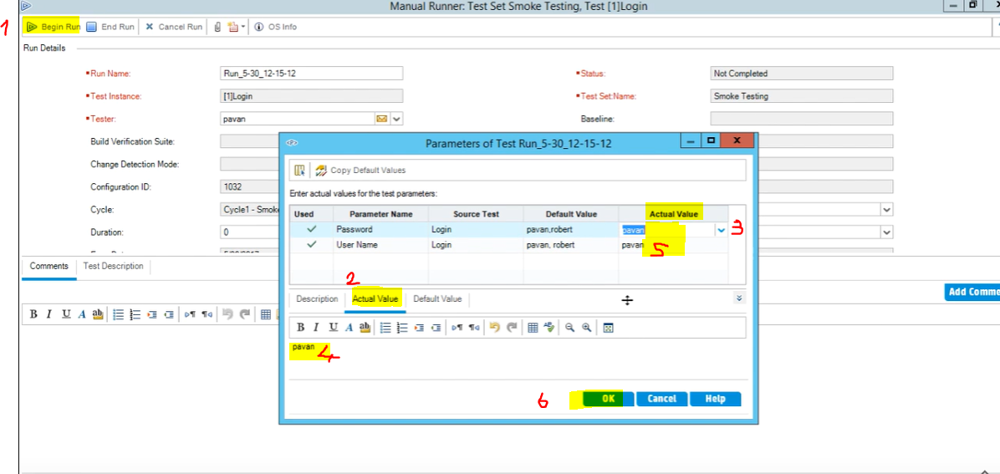 Manual Runner: Test Set Smoke Testing, Test [1]Login
1 Begin Run End Run Cancel Run OS Info
Run Details
Run Name: Run_5-30_12-15-12 Status: Not Completed
Test Instance: [1]Login Test Set:Name: Smoke Testing
Tester: pavan Baseline:
Build Verification Suite:
Change Detection Mode:
Configuration ID: 1032
Cycle: Cycle1 - Smoke
Duration: 0
Parameters of Test Run_5-30_12-15-12
Copy Default Values
Enter actual values for the test parameters:
Used Parameter Name Source Test Default Value Actual Value
Password Login pavan,robert pavan 3
User Name Login pavan, robert pavan 5
2
Description Actual Value Default Value
B I U A ab
pavan 4
6 OK Cancel Help
Comments Test Description
Add Comme
B I U A ab